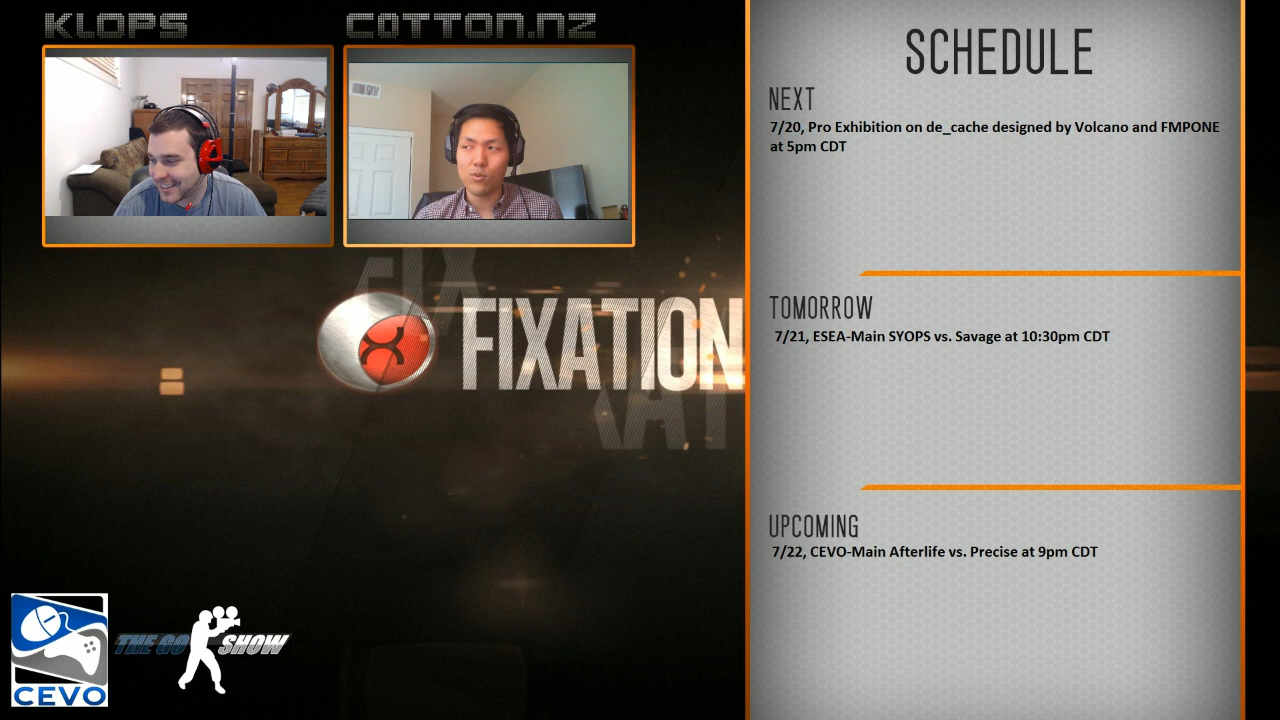 KLOPS
COTTON.NZ
SCHEDULE
NEXT
7/20, Pro Exhibition on de_cache designed by Volcano and FMPONE
at 5pm CDT
FIXATION
TOMORROW
7/21, ESEA-Main SYOPS vs. Savage at 10:30pm CDT
UPCOMING
7/22, CEVO-Main Afterlife vs. Precise at 9pm CDT
CEVO
THE GO SHOW